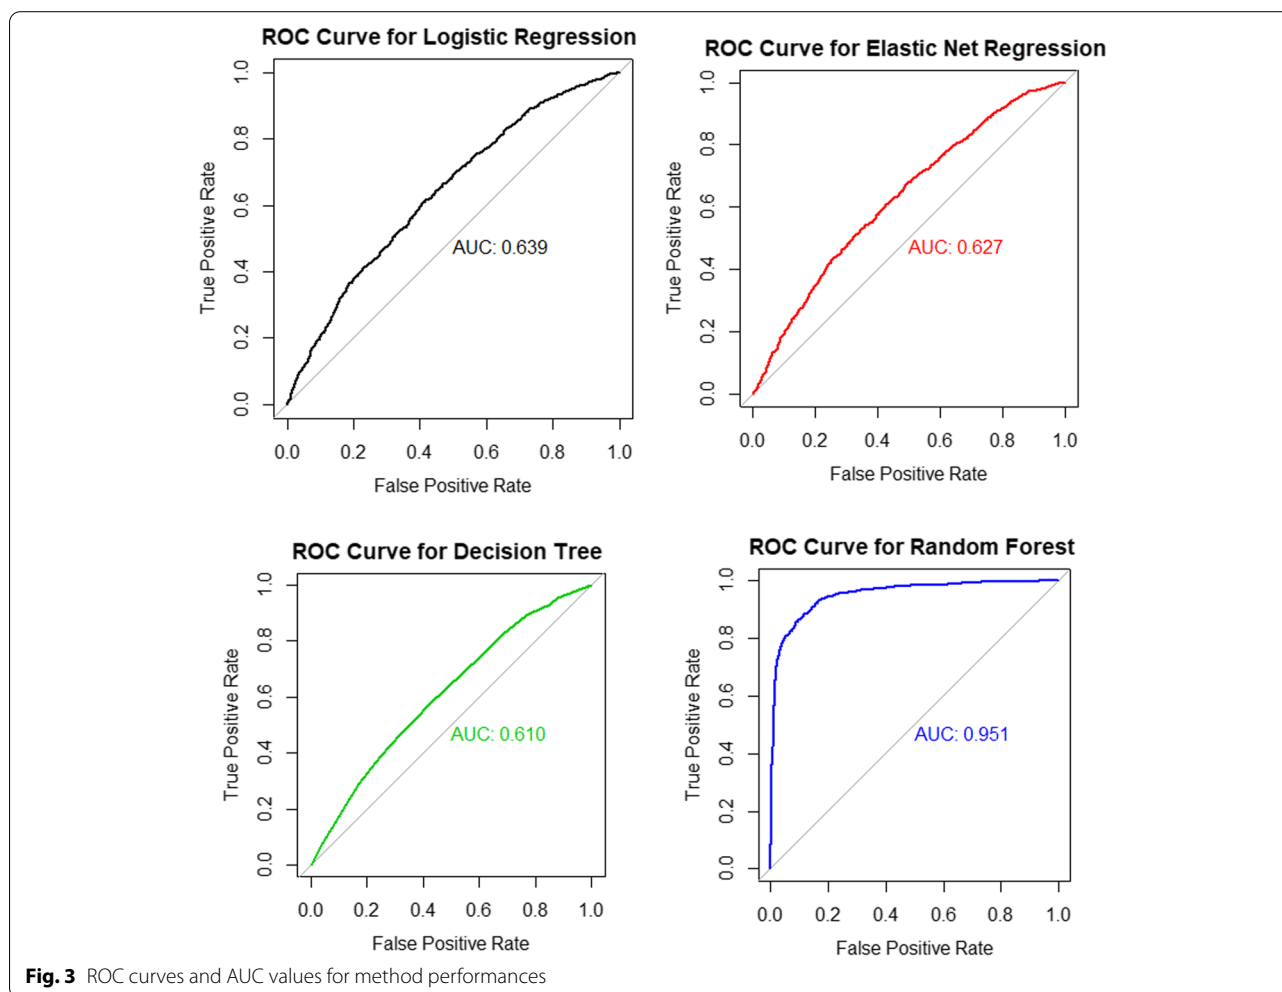 ROC Curve for Logistic Regression
True Positive Rate
1.0
0.8
0.6
0.4
0.2
0.0
AUC: 0.639
0.0 0.2 0.4 0.6 0.8 1.0
False Positive Rate
ROC Curve for Elastic Net Regression
True Positive Rate
1.0
0.8
0.6
0.4
0.2
0.0
AUC: 0.627
0.0 0.2 0.4 0.6 0.8 1.0
False Positive Rate
ROC Curve for Decision Tree
True Positive Rate
1.0
0.8
0.6
0.4
0.2
0.0
AUC: 0.610
0.0 0.2 0.4 0.6 0.8 1.0
False Positive Rate
ROC Curve for Random Forest
True Positive Rate
1.0
0.8
0.6
0.4
0.2
0.0
AUC: 0.951
0.0 0.2 0.4 0.6 0.8 1.0
False Positive Rate
Fig. 3 ROC curves and AUC values for method performances